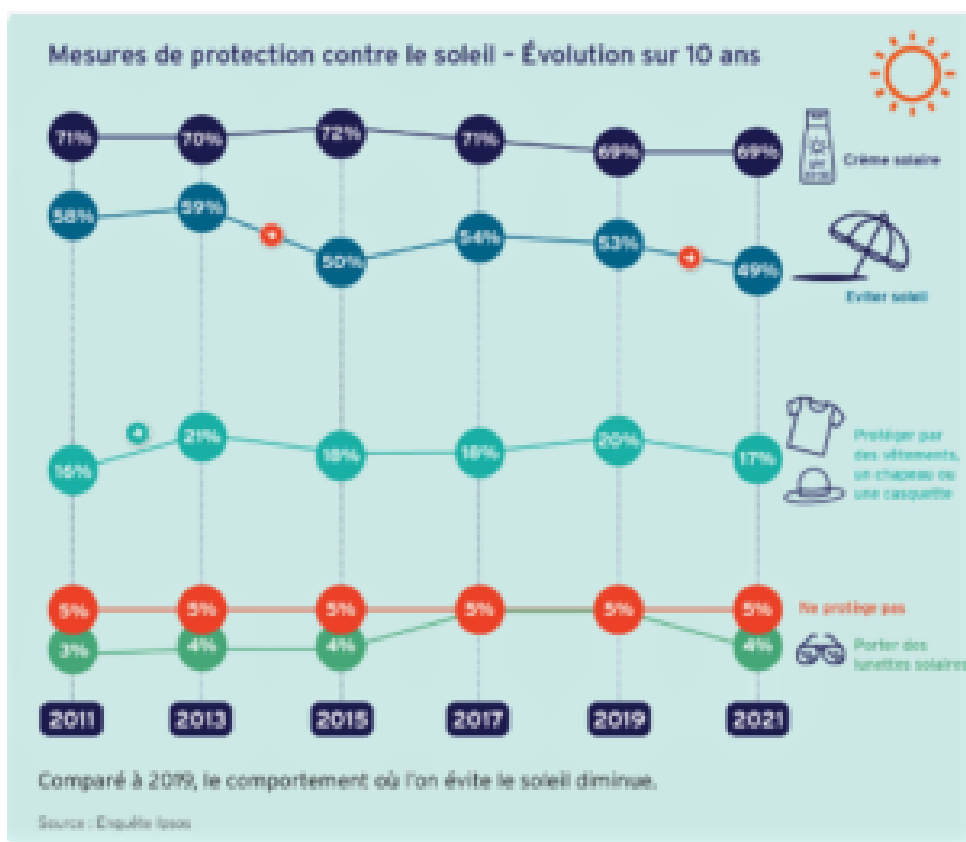 Mesures de protection contre le soleil – Évolution sur 10 ans
71% 70% 72% 71% 69% 69%
Crème solaire
58% 59% 50% 54% 53% 49%
Eviter soleil
16% 21% 18% 18% 20% 17%
Protéger par
des vêtements,
un chapeau ou
une casquette
5% 5% 5% 5% 5% 5%
Ne protège pas
3% 4% 4% 4%
Porter des
lunettes solaires
2011 2013 2015 2017 2019 2021
Comparé à 2019, le comportement où l'on évite le soleil diminue.
Source : Enquête Ipsos